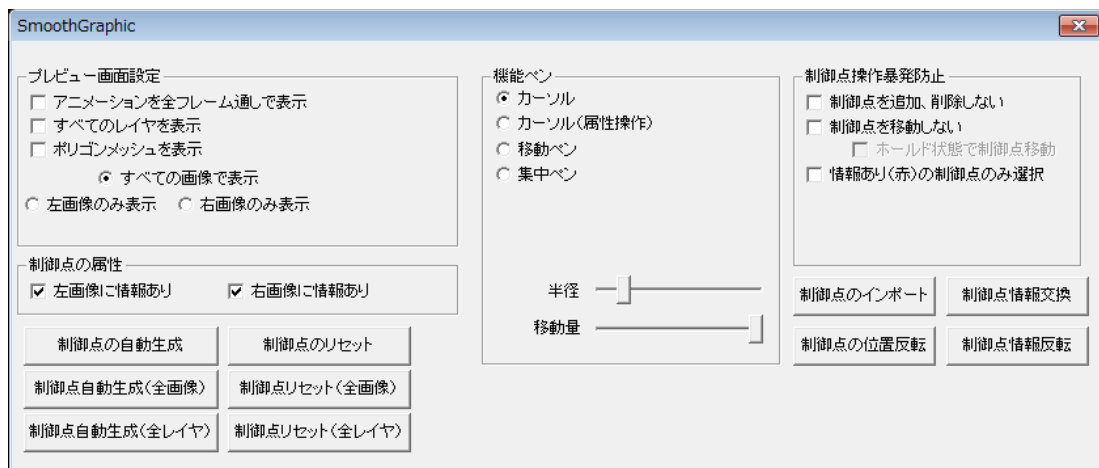 SmoothGraphic
プレビュー画面設定
アニメーションを全フレーム通しで表示
すべてのレイヤを表示
ポリゴンメッシュを表示
すべての画像で表示
左画像のみ表示 右画像のみ表示
制御点の属性
左画像に情報あり 右画像に情報あり
制御点の自動生成 制御点のリセット
制御点自動生成(全画像) 制御点リセット(全画像)
制御点自動生成(全レイヤ) 制御点リセット(全レイヤ)
機能ペン
カーソル
カーソル(属性操作)
移動ペン
集中ペン
半径
移動量
制御点操作暴発防止
制御点を追加、削除しない
制御点を移動しない
ホールド状態で制御点移動
情報あり(赤)の制御点のみ選択
制御点のインポート 制御点情報交換
制御点の位置反転 制御点情報反転